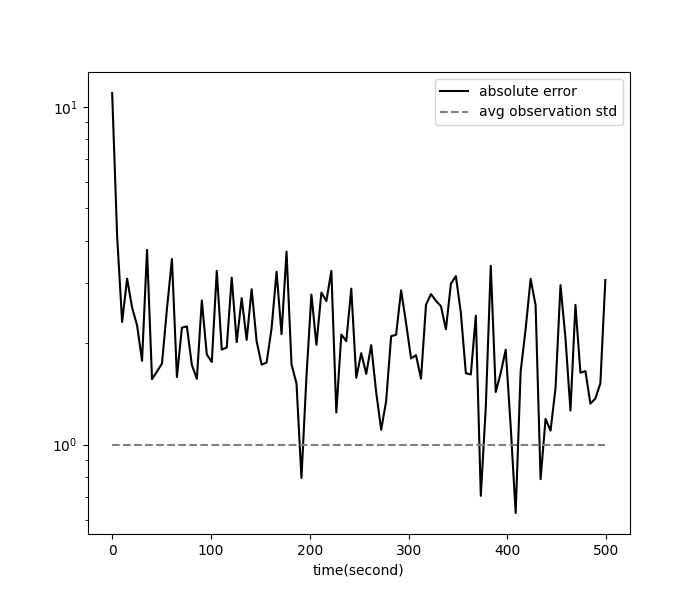 absolute error
avg observation std
10^1
10^0
0 100 200 300 400 500
time(second)